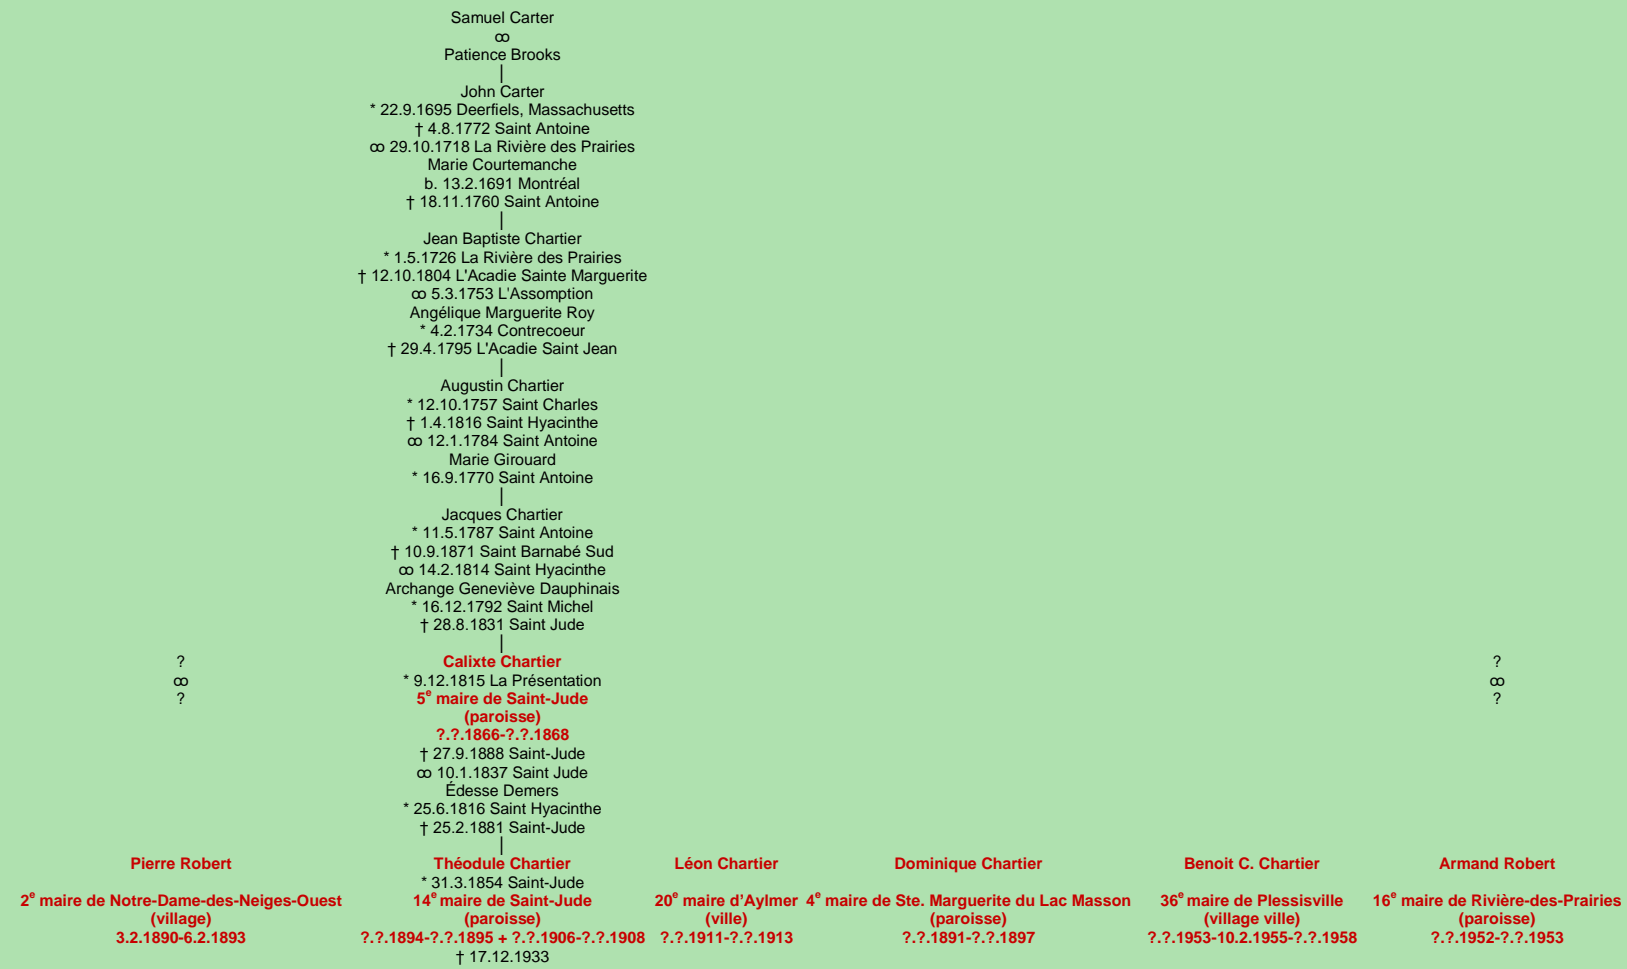 Samuel Carter
ꝏ
Patience Brooks
|
John Carter
* 22.9.1695 Deerfiels, Massachusetts
† 4.8.1772 Saint Antoine
ꝏ 29.10.1718 La Rivière des Prairies
Marie Courtemanche
b. 13.2.1691 Montréal
† 18.11.1760 Saint Antoine
|
Jean Baptiste Chartier
* 1.5.1726 La Rivière des Prairies
† 12.10.1804 L'Acadie Sainte Marguerite
ꝏ 5.3.1753 L'Assomption
Angélique Marguerite Roy
* 4.2.1734 Contrecoeur
† 29.4.1795 L'Acadie Saint Jean
|
Augustin Chartier
* 12.10.1757 Saint Charles
† 1.4.1816 Saint Hyacinthe
ꝏ 12.1.1784 Saint Antoine
Marie Girouard
* 16.9.1770 Saint Antoine
|
Jacques Chartier
* 11.5.1787 Saint Antoine
† 10.9.1871 Saint Barnabé Sud
ꝏ 14.2.1814 Saint Hyacinthe
Archange Geneviève Dauphinais
* 16.12.1792 Saint Michel
† 28.8.1831 Saint Jude
|
? Calixte Chartier ?
ꝏ * 9.12.1815 La Présentation ꝏ
? 5e maire de Saint-Jude ?
(paroisse)
?.?.1866-?.?.1868
† 27.9.1888 Saint-Jude
ꝏ 10.1.1837 Saint Jude
Édesse Demers
* 25.6.1816 Saint Hyacinthe
† 25.2.1881 Saint-Jude
|
Pierre Robert Théodule Chartier Léon Chartier Dominique Chartier Benoit C. Chartier Armand Robert
* 31.3.1854 Saint-Jude
2e maire de Notre-Dame-des-Neiges-Ouest 14e maire de Saint-Jude 20e maire d'Aylmer 4e maire de Ste. Marguerite du Lac Masson 36e maire de Plessisville 16e maire de Rivière-des-Prairies
(village) (paroisse) (ville) (paroisse) (village ville) (paroisse)
3.2.1890-6.2.1893 ?.?.1894-?.?.1895 + ?.?.1906-?.?.1908 ?.?.1911-?.?.1913 ?.?.1891-?.?.1897 ?.?.1953-10.2.1955-?.?.1958 ?.?.1952-?.?.1953
† 17.12.1933